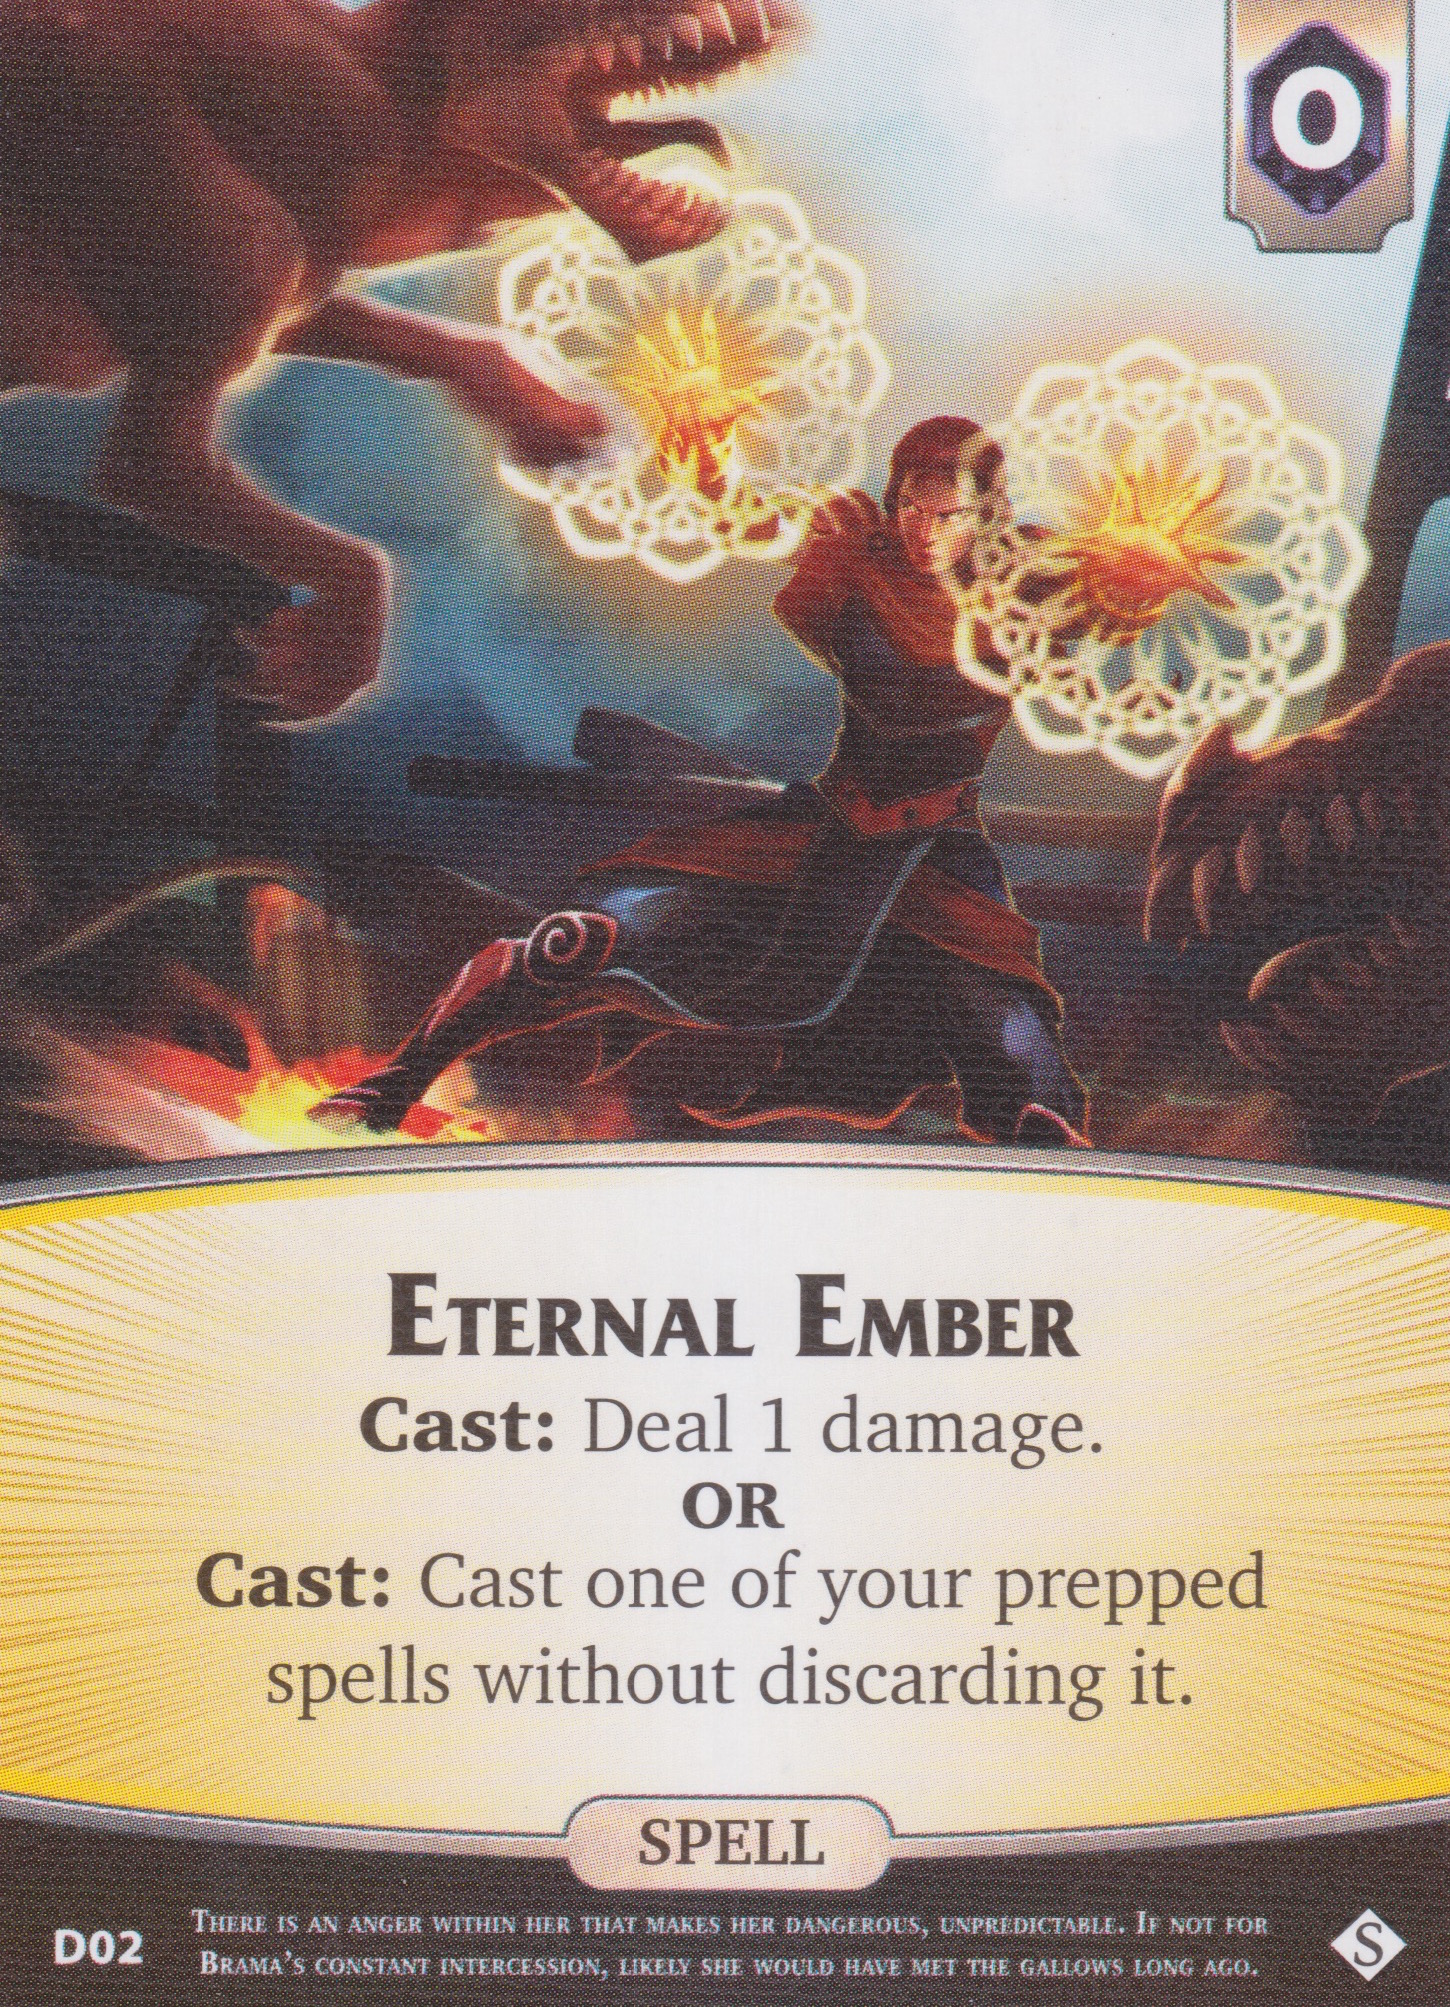 0
Eternal Ember
Cast: Deal 1 damage.
OR
Cast: Cast one of your prepped
spells without discarding it.
SPELL
D02
There is an anger within her that makes her dangerous, unpredictable. If not for
Brama's constant intercession, likely she would have met the gallows long ago.
S